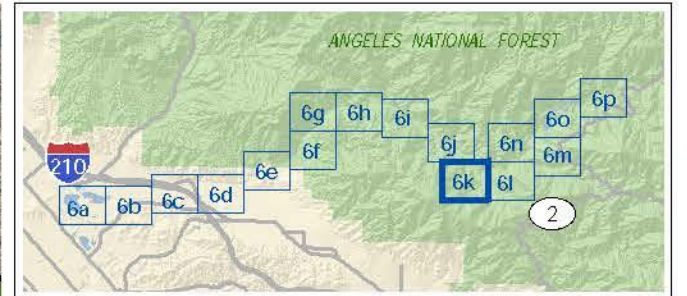 ANGELES NATIONAL FOREST
6p
6g 6h 6i 6o
6j 6n
6f 6m
6e
210 6k 6l
6d
6a 6b 6c
2